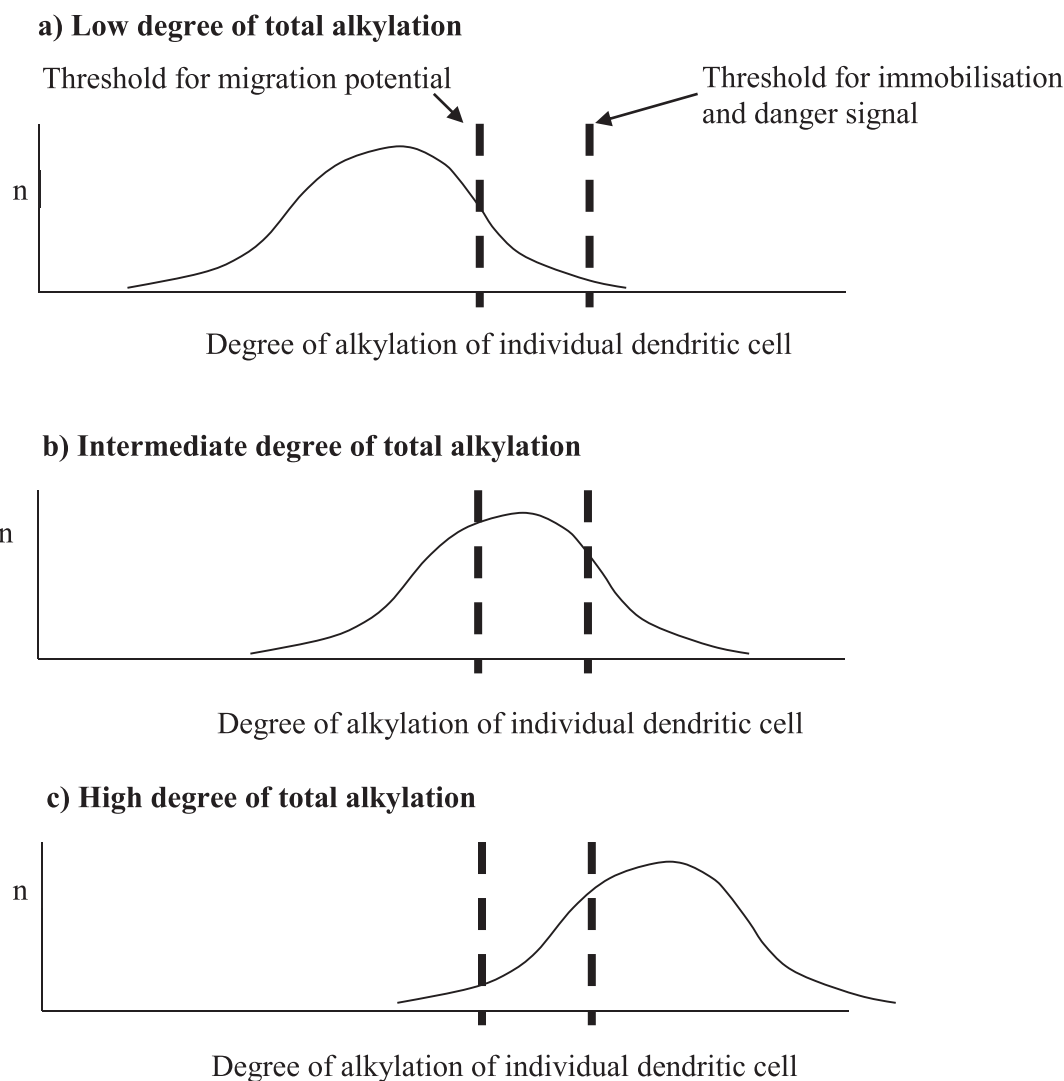 a) Low degree of total alkylation
Threshold for migration potential
Threshold for immobilisation
and danger signal
n
Degree of alkylation of individual dendritic cell
b) Intermediate degree of total alkylation
n
Degree of alkylation of individual dendritic cell
c) High degree of total alkylation
n
Degree of alkylation of individual dendritic cell